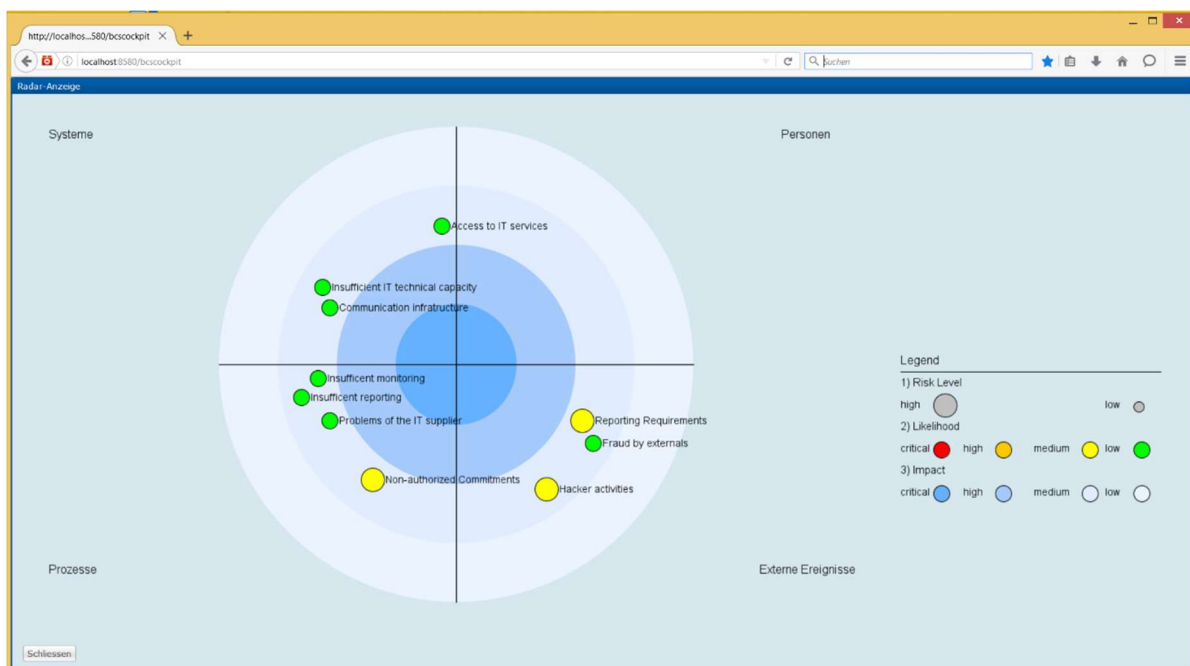 http://localhos...580/bcscockpit
localhost:8580/bcscockpit
Suchen
Radar-Anzeige
Systeme
Personen
Access to IT services
Insufficient IT technical capacity
Communication infratructure
Insufficent monitoring
Insufficent reporting
Problems of the IT supplier
Reporting Requirements
Fraud by externals
Non-authorized Commitments
Hacker activities
Legend
1) Risk Level
high low
2) Likelihood
critical high medium low
3) Impact
critical high medium low
Prozesse
Externe Ereignisse
Schliessen